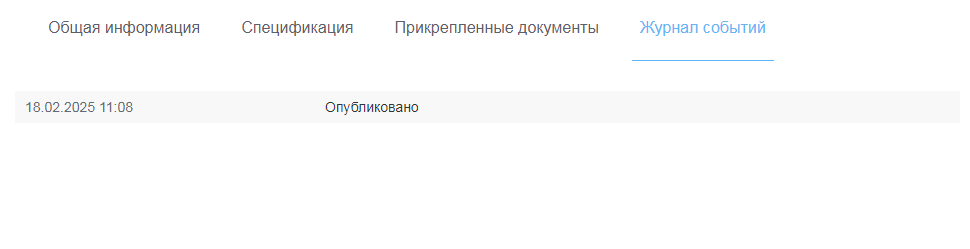 Общая информация Спецификация Прикрепленные документы Журнал событий
18.02.2025 11:08 Опубликовано